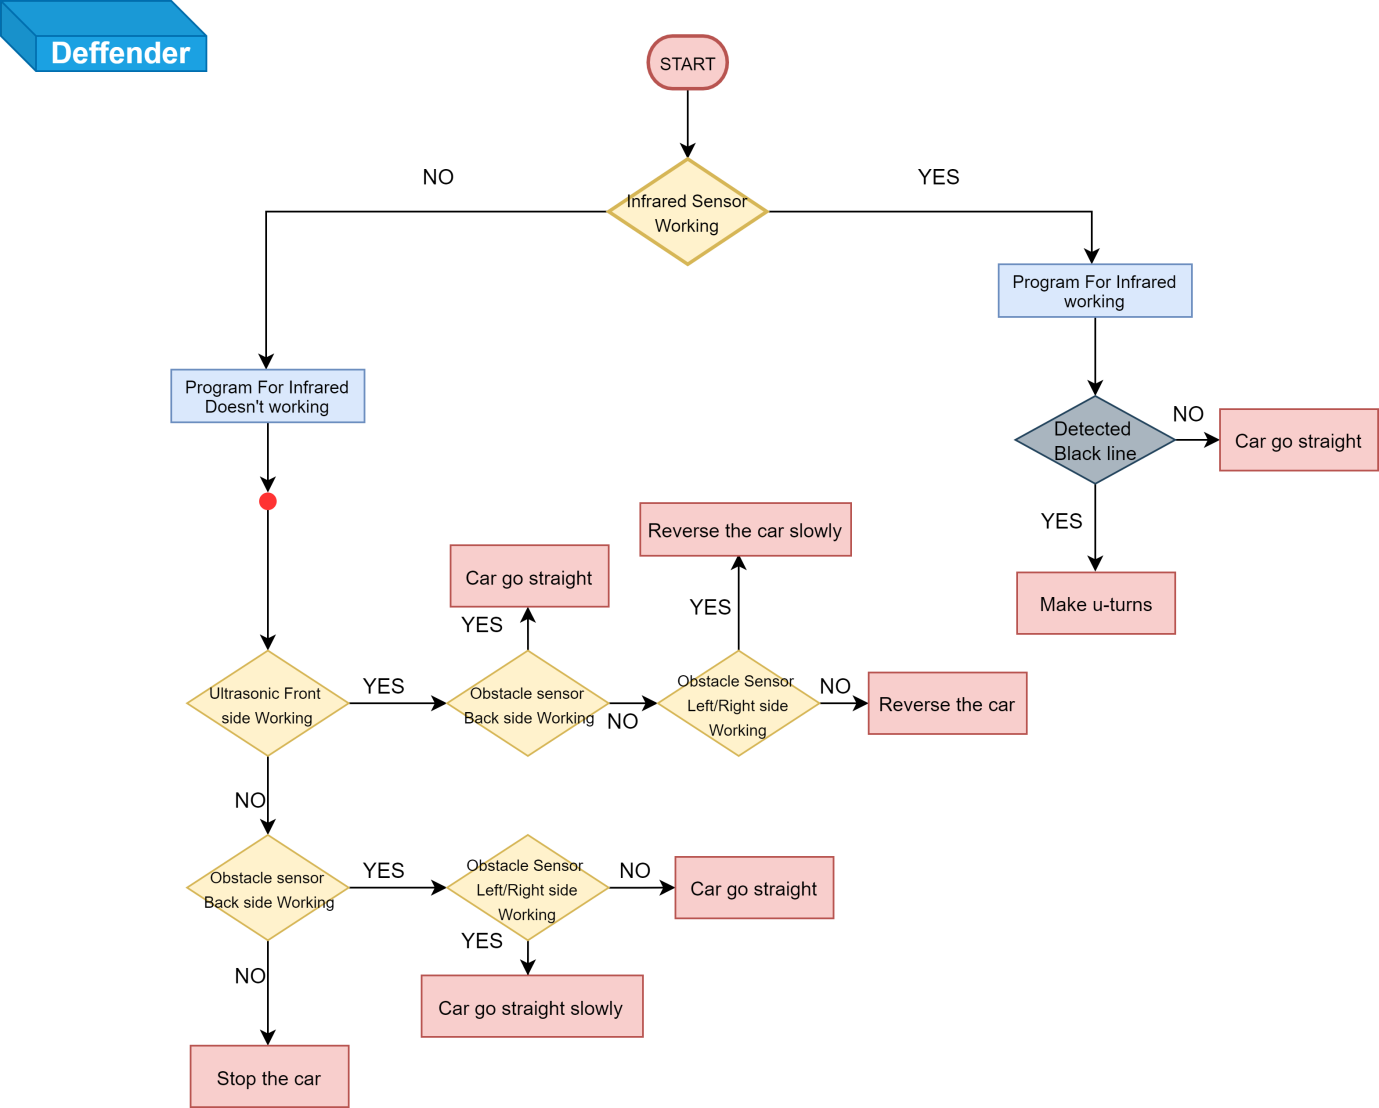 Deffender
START
NO
YES
Infrared Sensor
Working
Program For Infrared
working
Program For Infrared
Doesn't working
Detected
Black line
NO
Car go straight
YES
Make u-turns
Reverse the car slowly
Car go straight
YES
YES
Ultrasonic Front
side Working
YES
Obstacle sensor
Back side Working
NO
Obstacle Sensor
Left/Right side
Working
NO
Reverse the car
NO
Obstacle sensor
Back side Working
YES
Obstacle Sensor
Left/Right side
Working
NO
Car go straight
YES
Car go straight slowly
NO
Stop the car